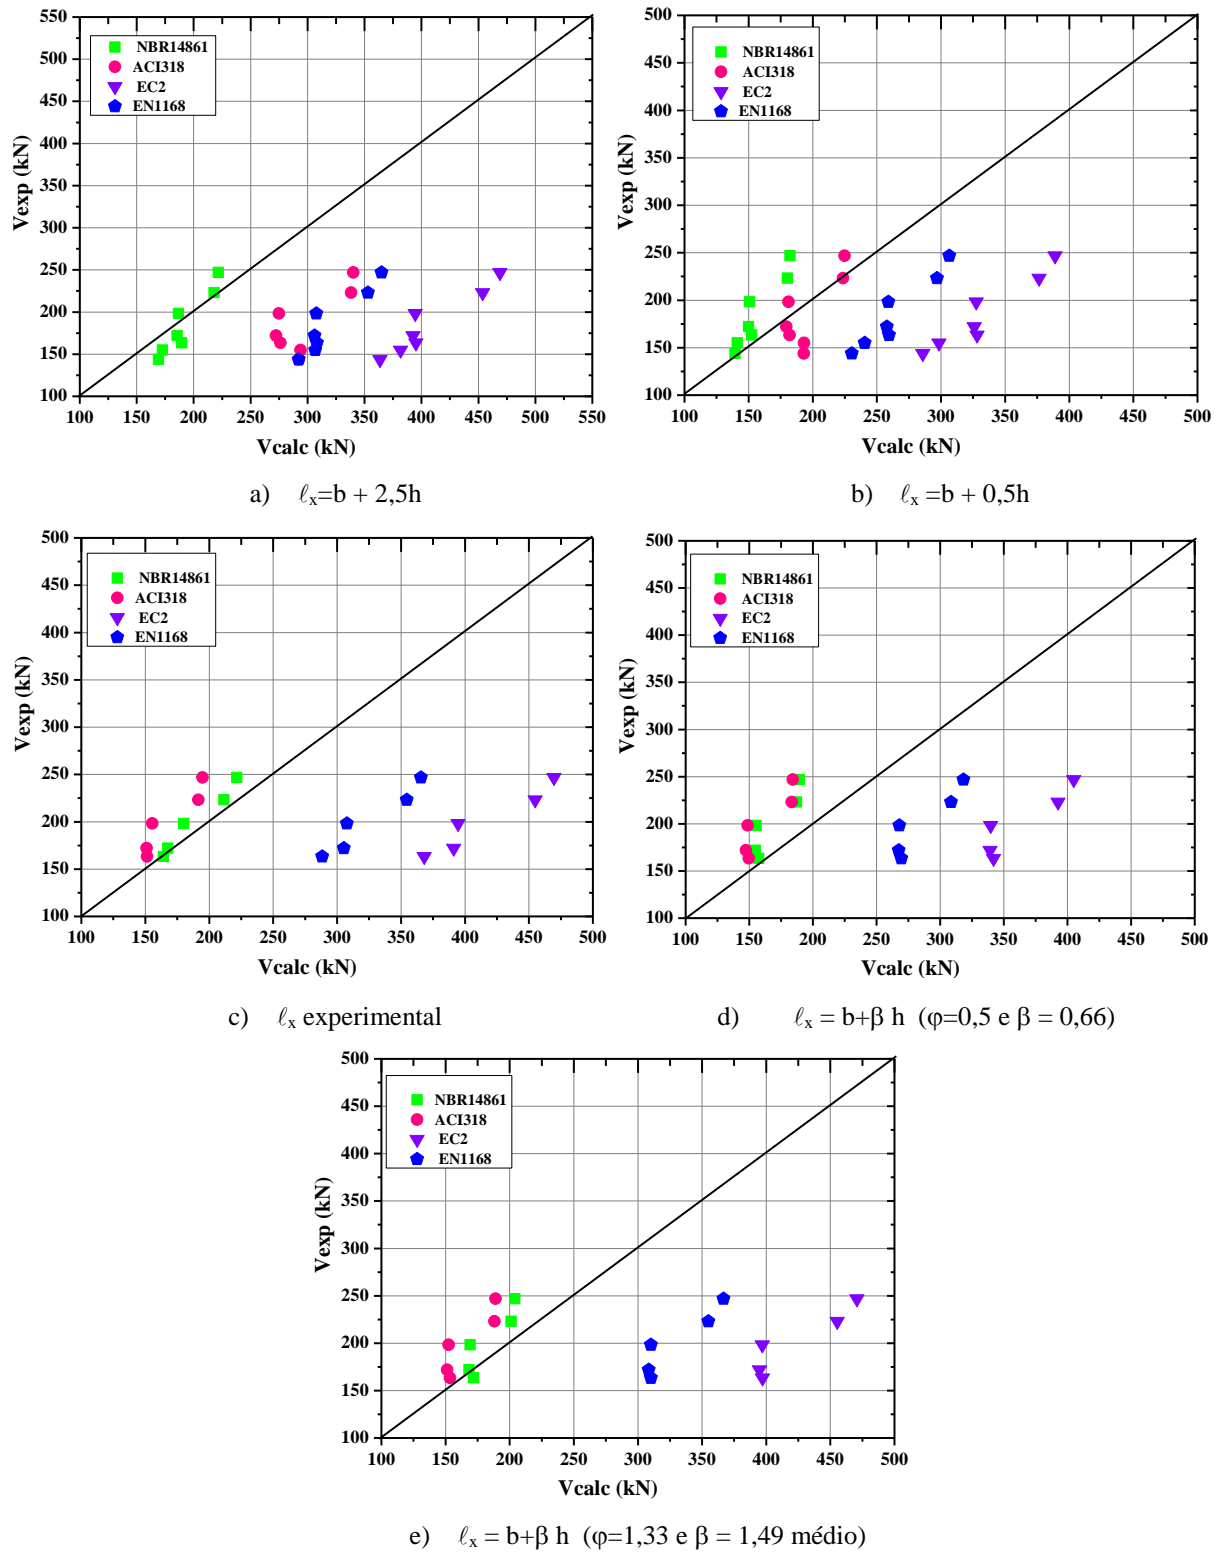 550
500
450
400
350
300
250
200
150
100
Vexp (kN)
NBR14861
ACI318
EC2
EN1168
100 150 200 250 300 350 400 450 500 550
Vcalc (kN)
a) ℓx=b + 2,5h
500
450
400
350
300
250
200
150
100
Vexp (kN)
NBR14861
ACI318
EC2
EN1168
100 150 200 250 300 350 400 450 500
Vcalc (kN)
b) ℓx =b + 0,5h
500
450
400
350
300
250
200
150
100
Vexp (kN)
NBR14861
ACI318
EC2
EN1168
100 150 200 250 300 350 400 450 500
Vcalc (kN)
c) ℓx experimental
500
450
400
350
300
250
200
150
100
Vexp (kN)
NBR14861
ACI318
EC2
EN1168
100 150 200 250 300 350 400 450 500
Vcalc (kN)
d) ℓx = b+β h (φ=0,5 e β = 0,66)
500
450
400
350
300
250
200
150
100
Vexp (kN)
NBR14861
ACI318
EC2
EN1168
100 150 200 250 300 350 400 450 500
Vcalc (kN)
e) ℓx = b+β h (φ=1,33 e β = 1,49 médio)